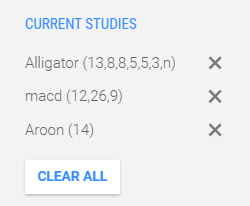 CURRENT STUDIES
Alligator (13,8,8,5,5,3,n)
macd (12,26,9)
Aroon (14)
CLEAR ALL